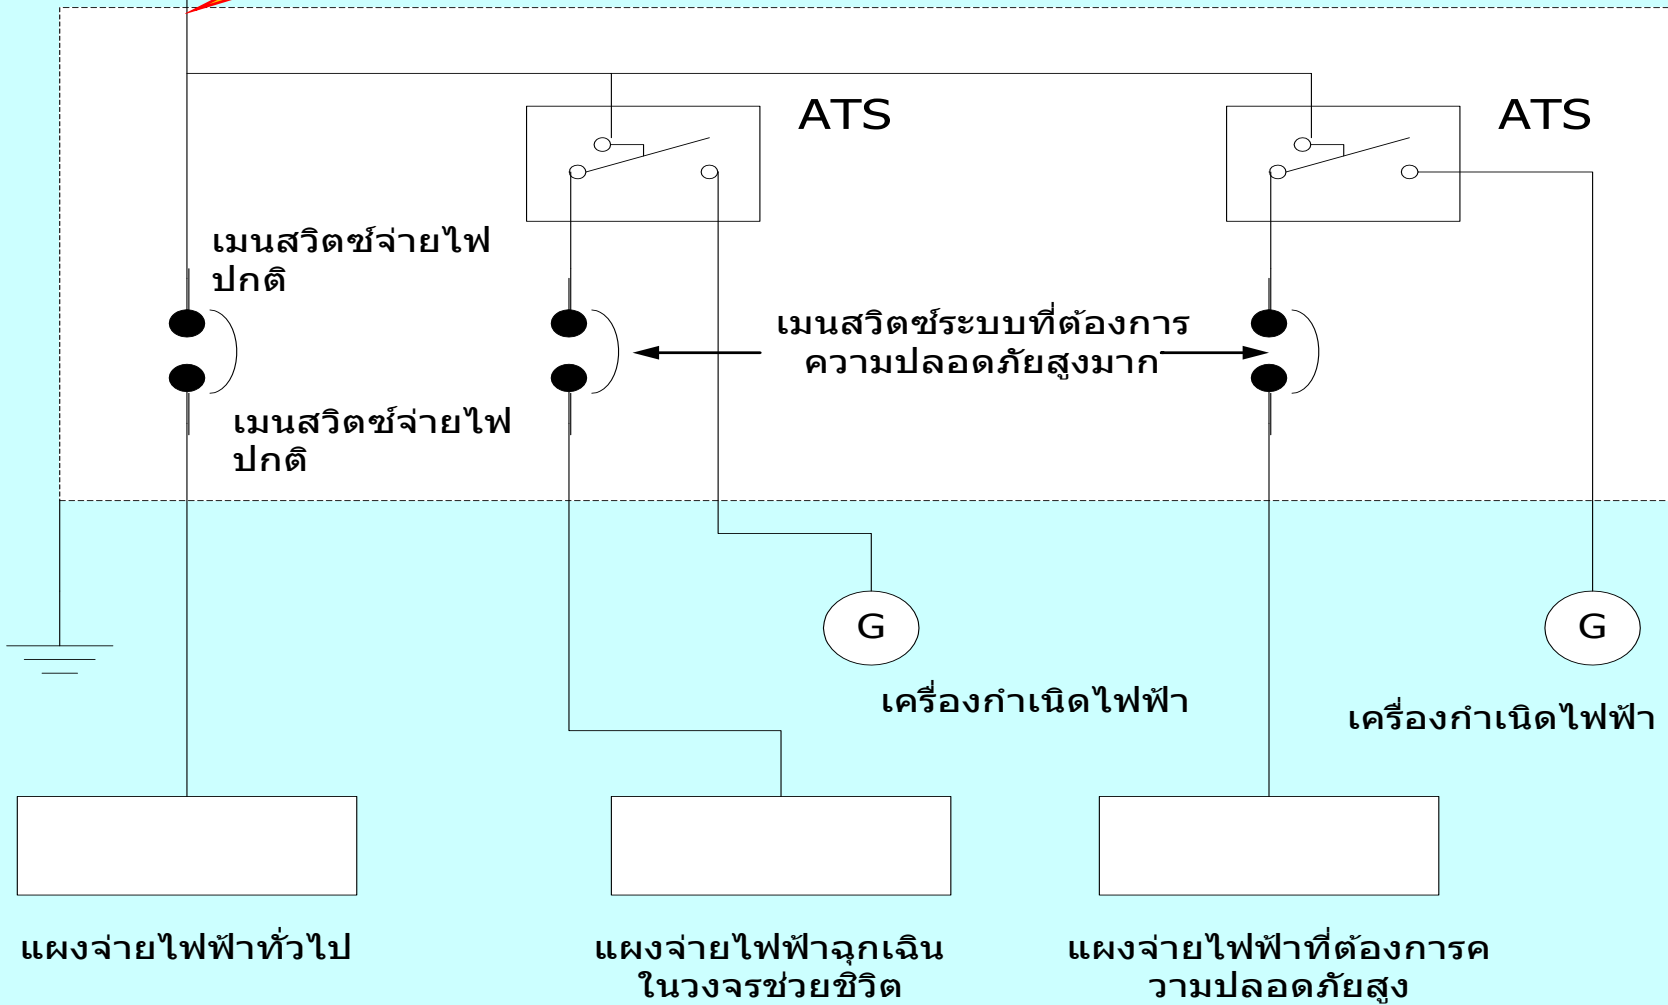 ATS
ATS
เมนสวิตซ์จ่ายไฟ
ปกติ
เมนสวิตซ์ระบบที่ต้องการ
ความปลอดภัยสูงมาก
เมนสวิตซ์จ่ายไฟ
ปกติ
G
G
เครื่องกำเนิดไฟฟ้า
เครื่องกำเนิดไฟฟ้า
แผงจ่ายไฟฟ้าทั่วไป
แผงจ่ายไฟฟ้าฉุกเฉิน
ในวงจรช่วยชิวิต
แผงจ่ายไฟฟ้าที่ต้องการค
วามปลอดภัยสูง